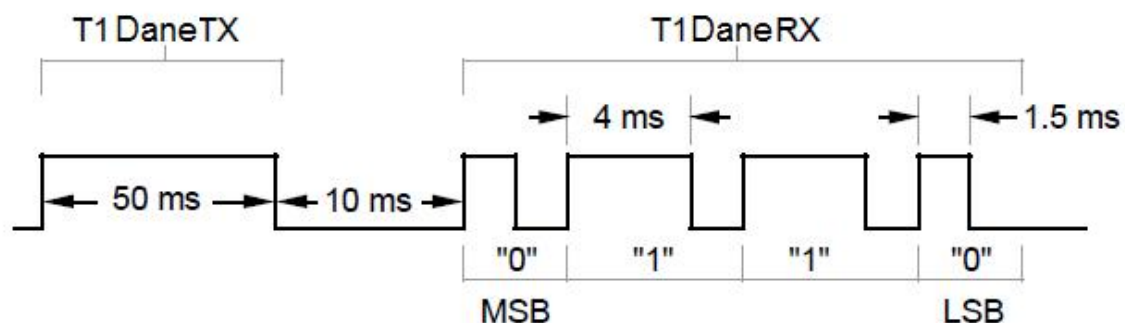 T1DaneTX T1DaneRX
4 ms 1.5 ms
50 ms 10 ms
"0" "1" "1" "0"
MSB LSB